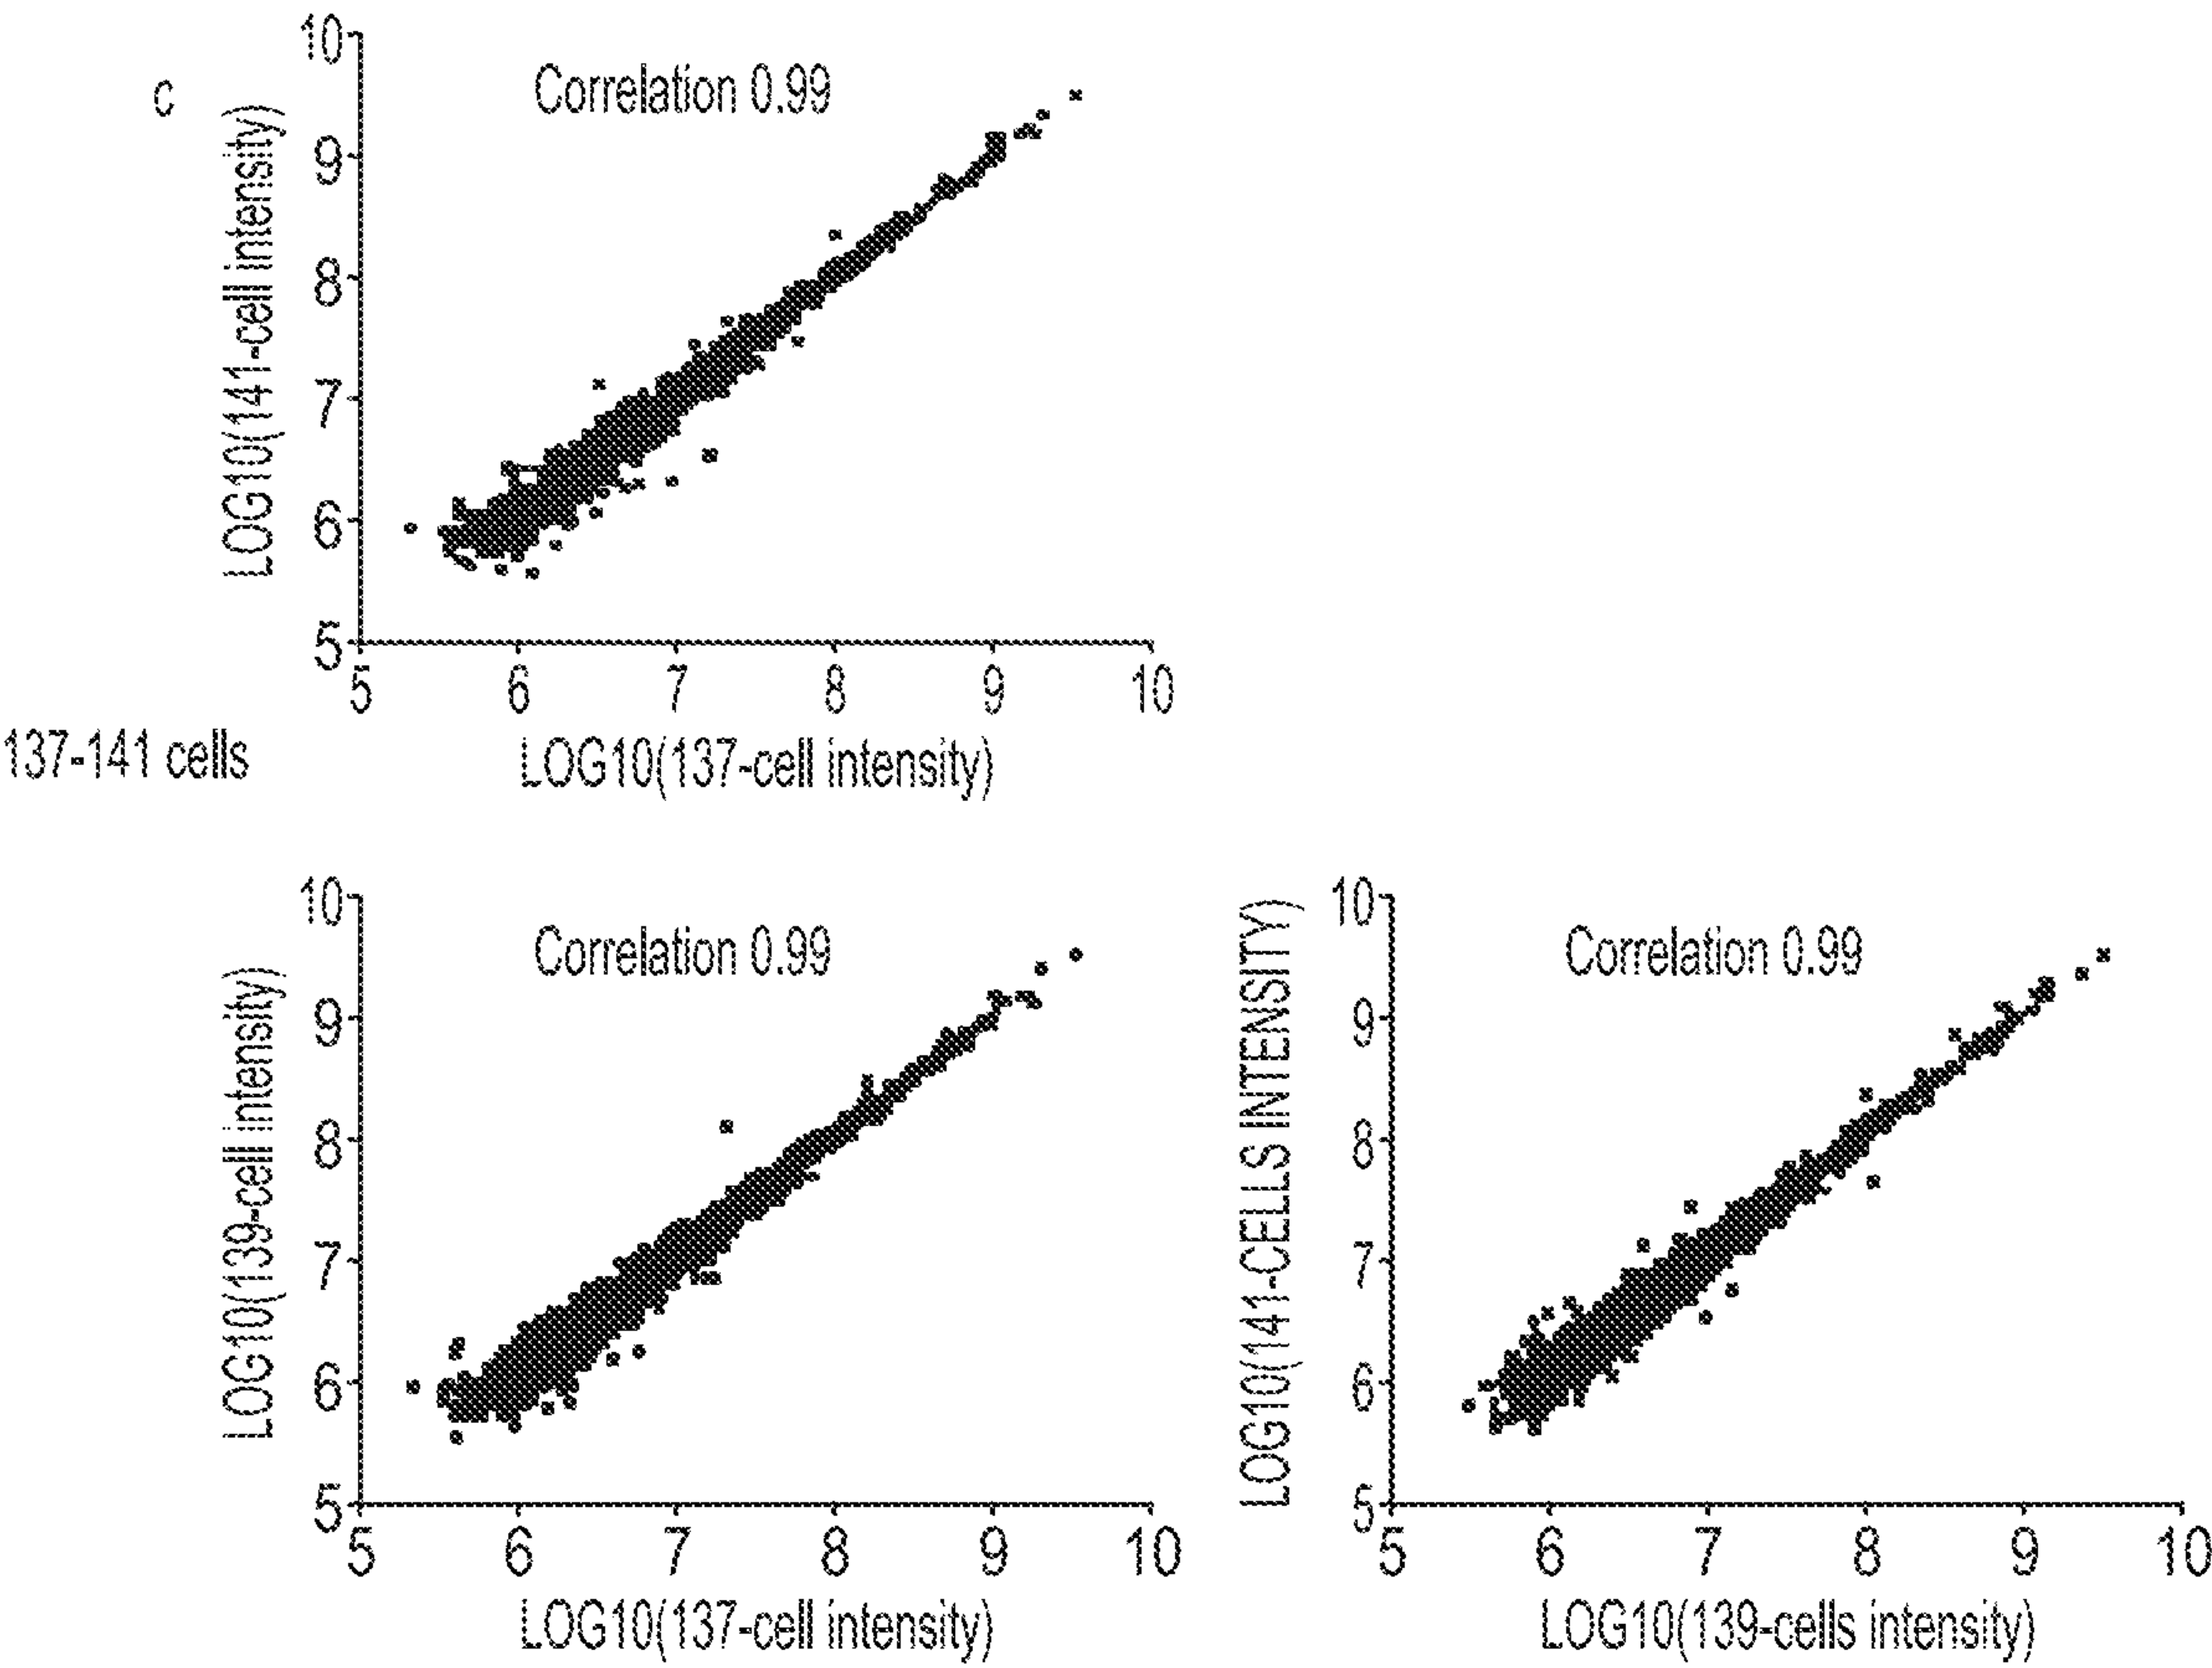 c
LOG10(141-cell intensity)
10
9
8
7
6
5
Correlation 0.99
5 6 7 8 9 10
LOG10(137-cell intensity)
137-141 cells
LOG10(139-cell intensity)
10
9
8
7
6
5
Correlation 0.99
5 6 7 8 9 10
LOG10(137-cell intensity)
LOG10(141-CELLS INTENSITY)
10
9
8
7
6
5
Correlation 0.99
5 6 7 8 9 10
LOG10(139-cells intensity)